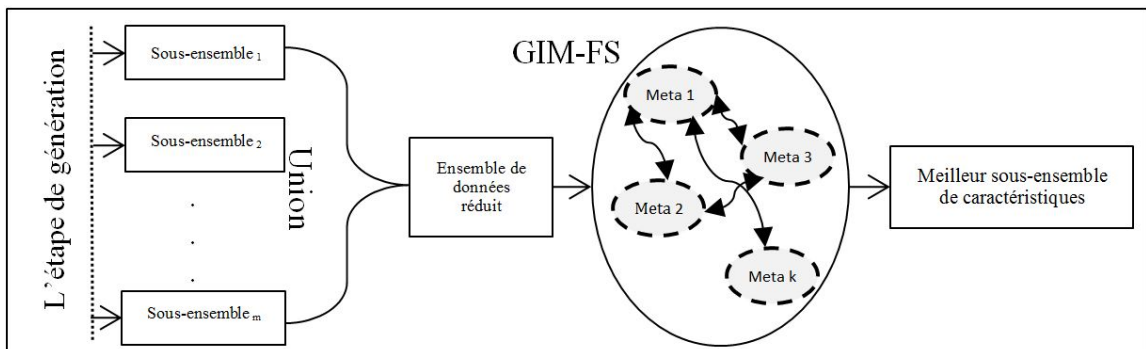 L'étape de génération
Sous-ensemble 1
Sous-ensemble 2
.
.
.
Sous-ensemble m
Union
Ensemble de
données
réduit
GIM-FS
Meta 1
Meta 3
Meta 2
Meta k
Meilleur sous-ensemble
de caractéristiques